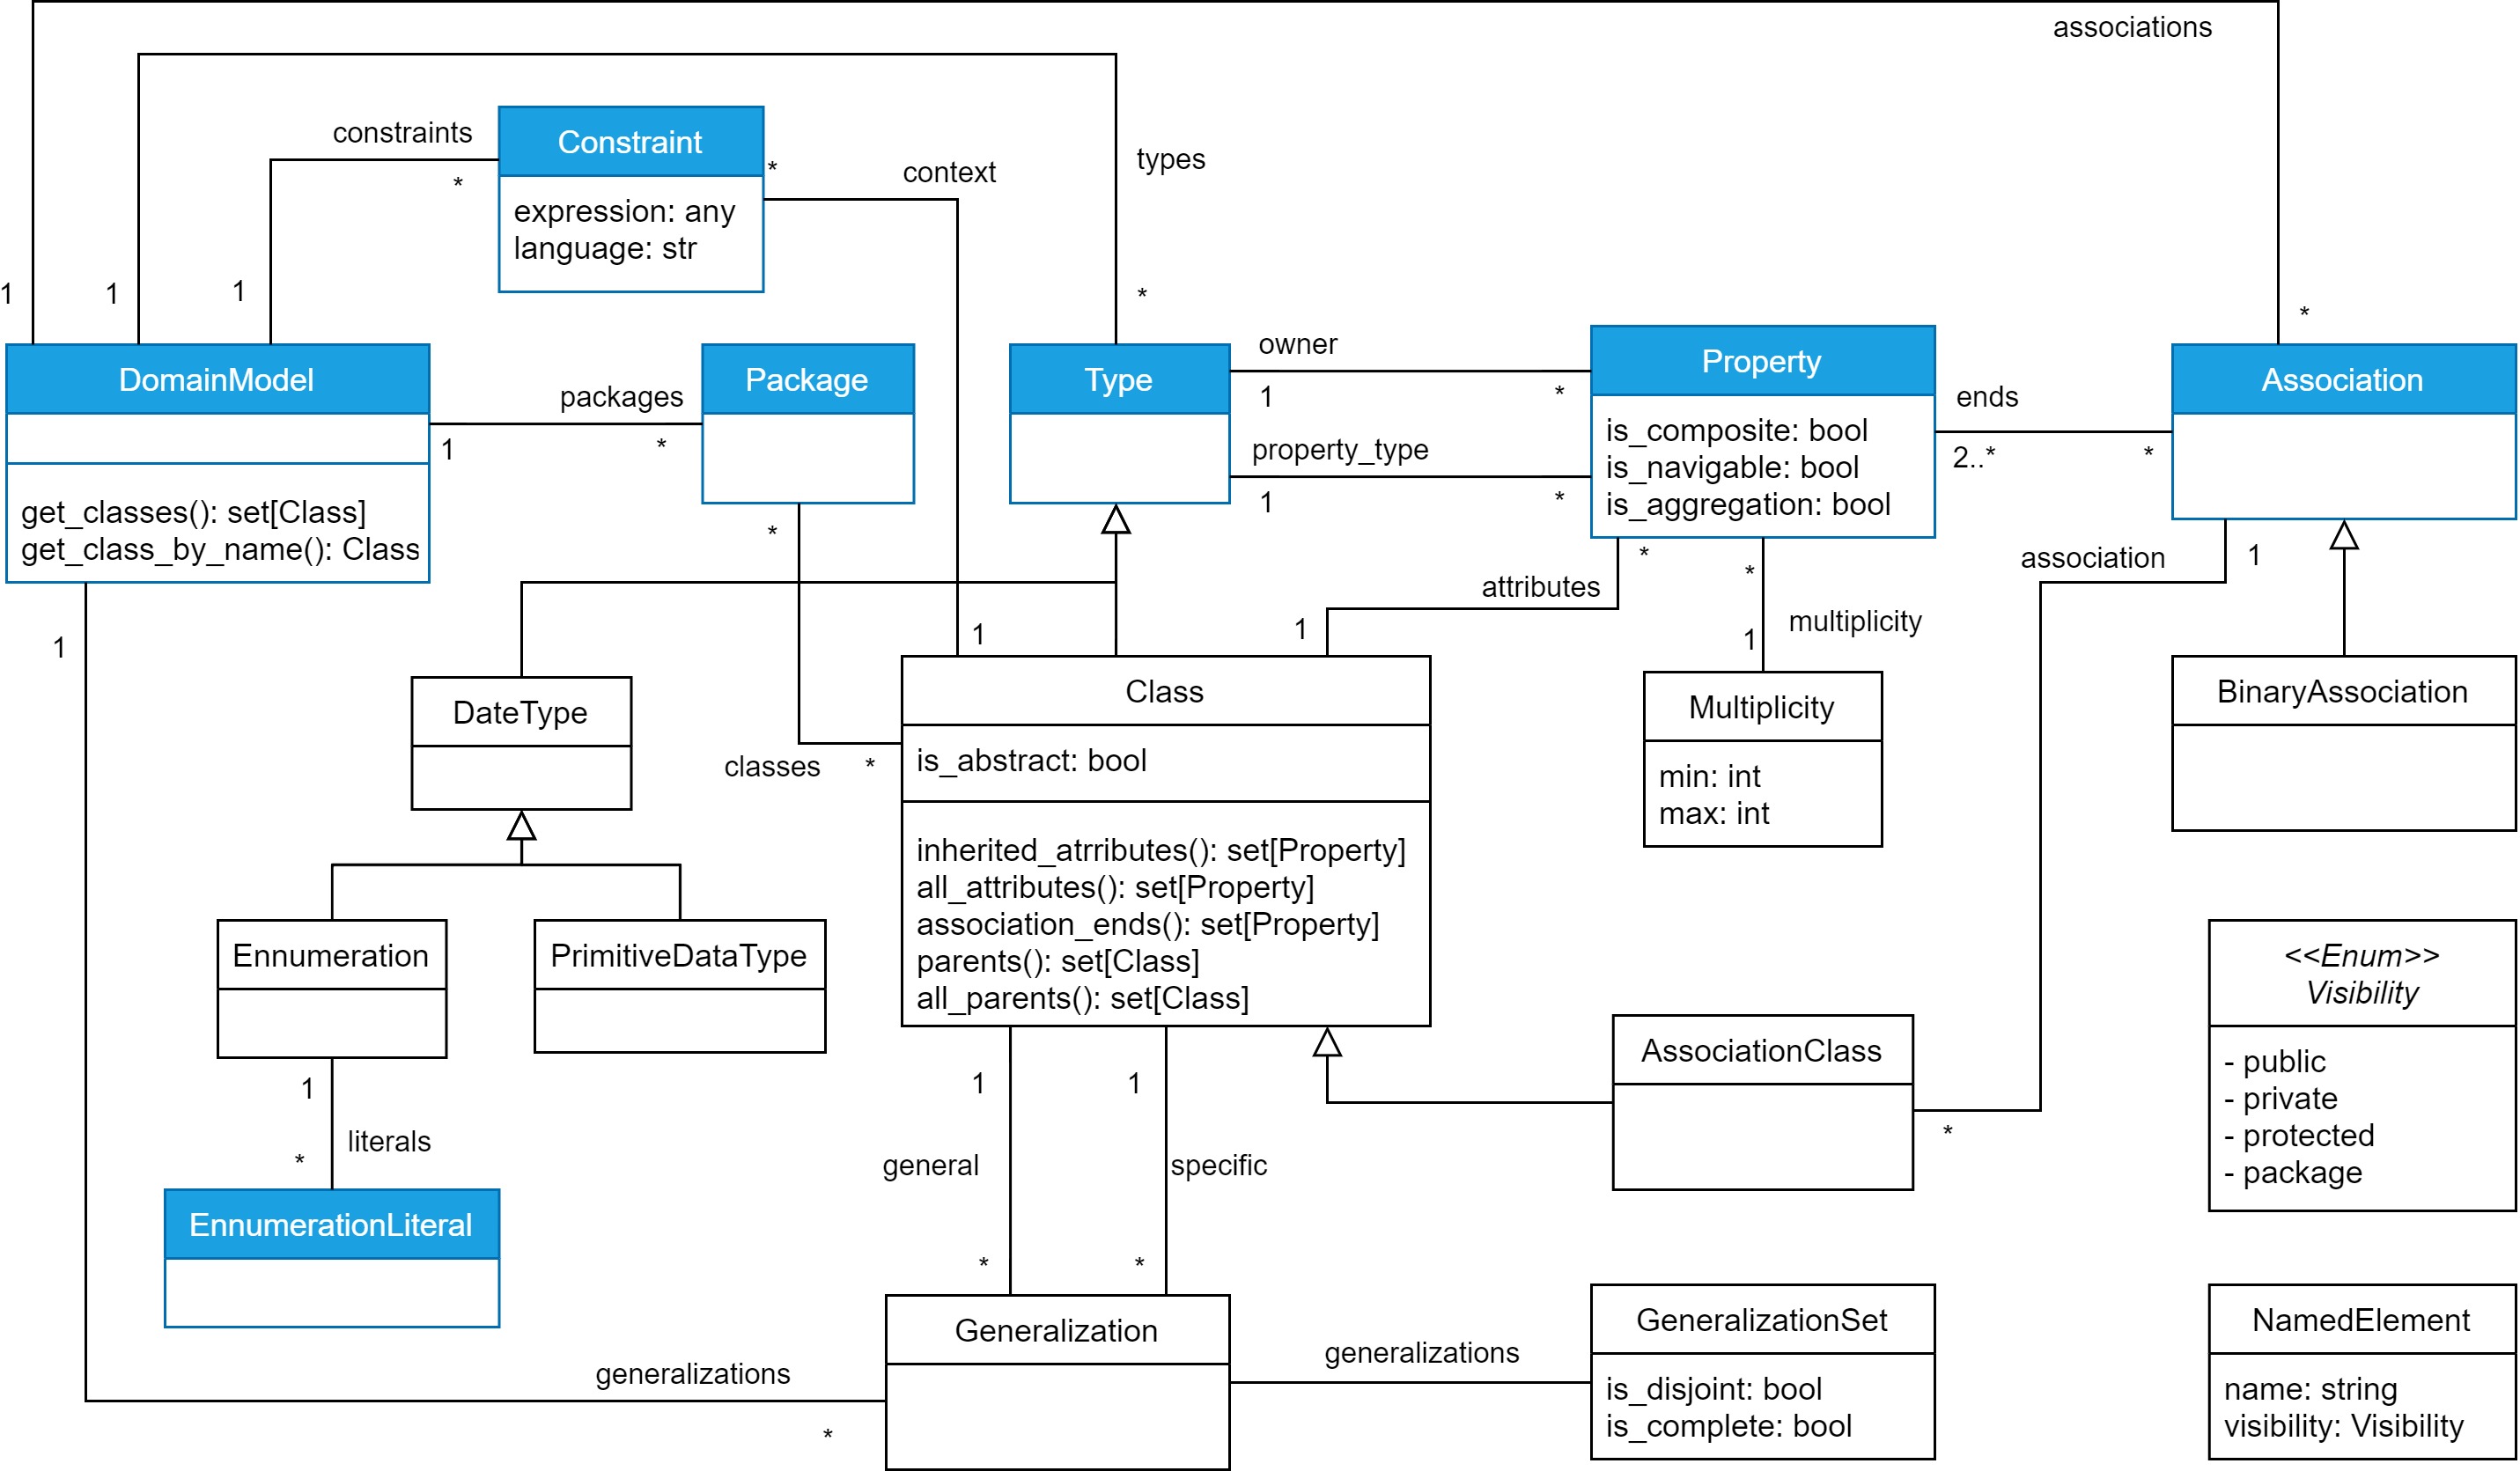 associations
constraints
*
Constraint
expression: any
language: str
*
context
types
1
1
1
*
*
DomainModel
get_classes(): set[Class]
get_class_by_name(): Class
packages
1
*
Package
Type
owner
1
*
property_type
1
*
Property
is_composite: bool
is_navigable: bool
is_aggregation: bool
ends
2..*
*
Association
1
*
1
attributes
1
*
*
1
multiplicity
association
1
DateType
classes
*
Class
is_abstract: bool
inherited_atrributes(): set[Property]
all_attributes(): set[Property]
association_ends(): set[Property]
parents(): set[Class]
all_parents(): set[Class]
Multiplicity
min: int
max: int
BinaryAssociation
Ennumeration
PrimitiveDataType
<<Enum>>
Visibility
- public
- private
- protected
- package
AssociationClass
*
1
literals
*
EnnumerationLiteral
1
general
*
1
specific
*
generalizations
*
Generalization
generalizations
GeneralizationSet
is_disjoint: bool
is_complete: bool
NamedElement
name: string
visibility: Visibility